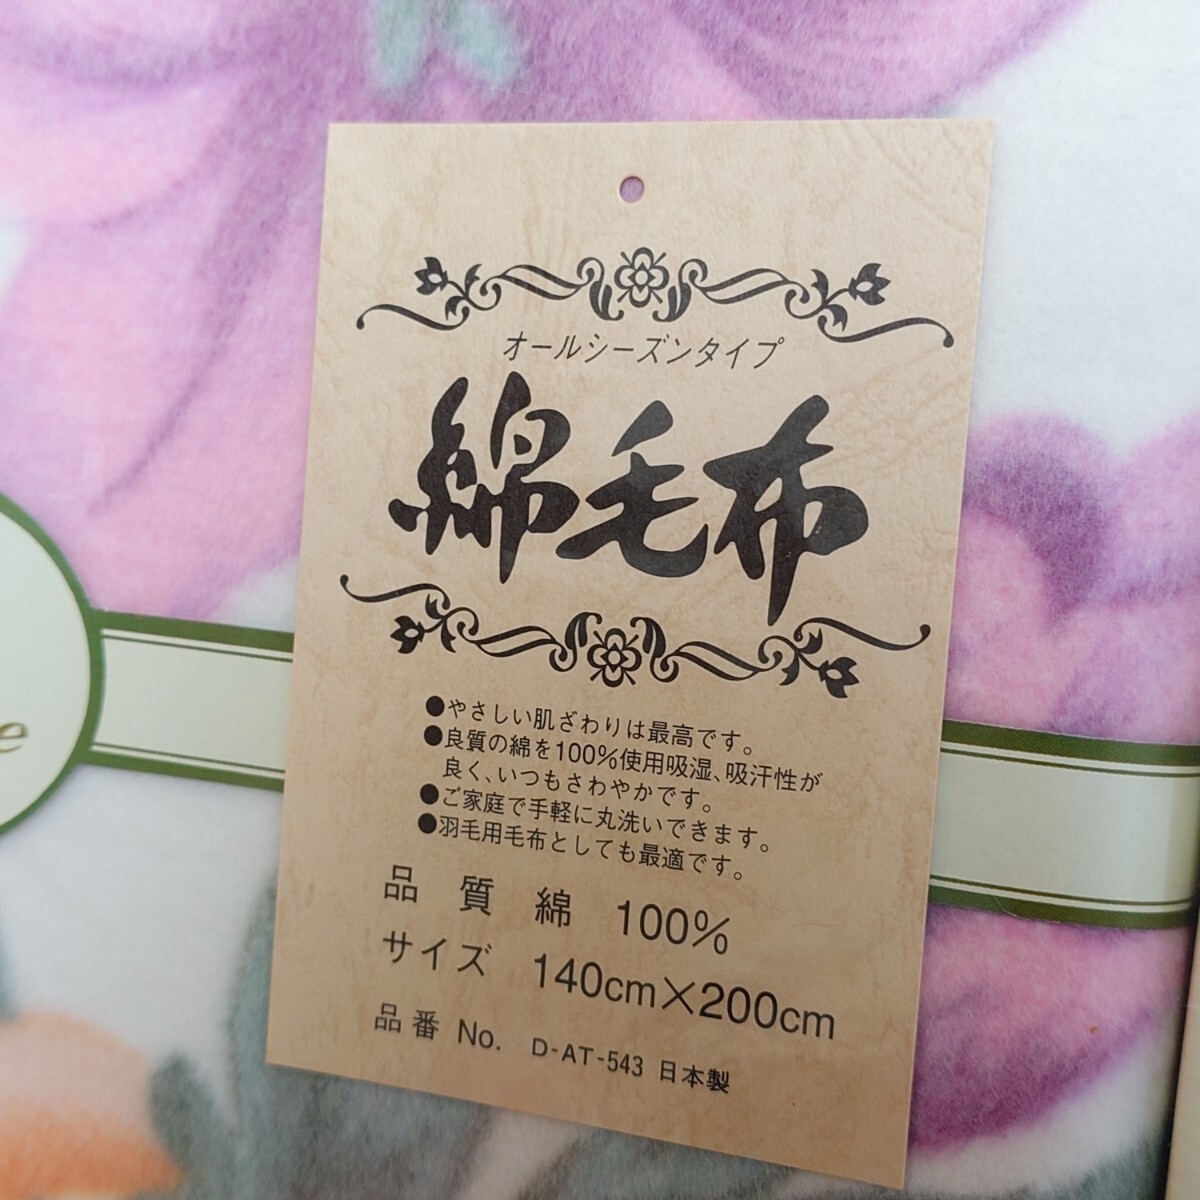 オールシーズンタイプ
綿毛布
●やさしい肌ざわりは最高です。
●良質の綿を100%使用吸湿、吸汗性が
良く、いつもさわやかです。
●ご家庭で手軽に丸洗いできます。
●羽毛用毛布としても最適です。
品 質 綿 100%
サイズ 140cm×200cm
品番 No. D-AT-543 日本製
e